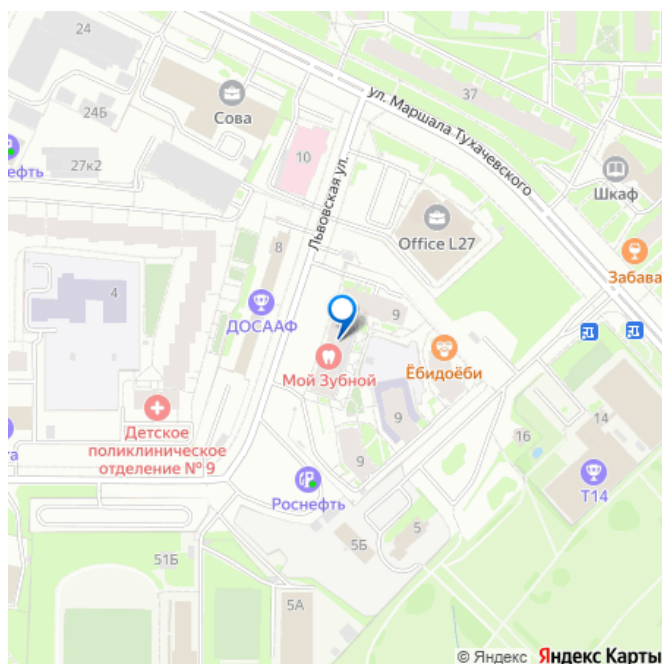 24
ул. Маршала Тухачевского
37
24Б
Сова
10
нефть
27к2
Львовская ул.
Шкаф
Office L27
8
Забава
4
ДОСААФ
9
Мой Зубной
Ёбидоёби
Детское
поликлиническое
отделение № 9
9
14
16
9
та
Роснефть
5
Т14
5Б
51Б
5А
© Яндекс Яндекс Карты